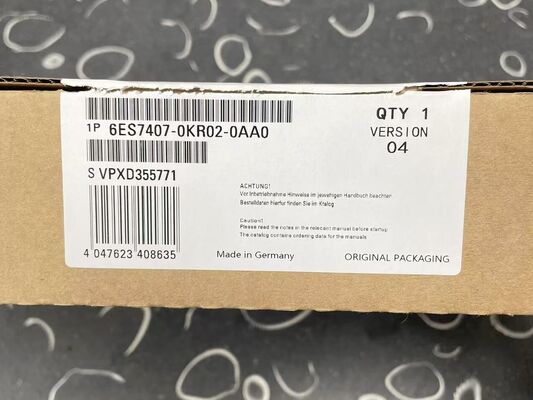 1P 6ES7407-0KR02-0AA0
QTY 1
VERSION
04
S VPXD355771
ACHTUNG!
Vor Inbetriebnahme Hinweise im jeweiligen Handbuch beachten
Bestelldaten hierfur finden Sie im Ktalog
Caution!
Please read the notes in the relevant manual before startup
The catalog contains ordering data for the manuals
4 047623 408635
Made in Germany
ORIGINAL PACKAGING